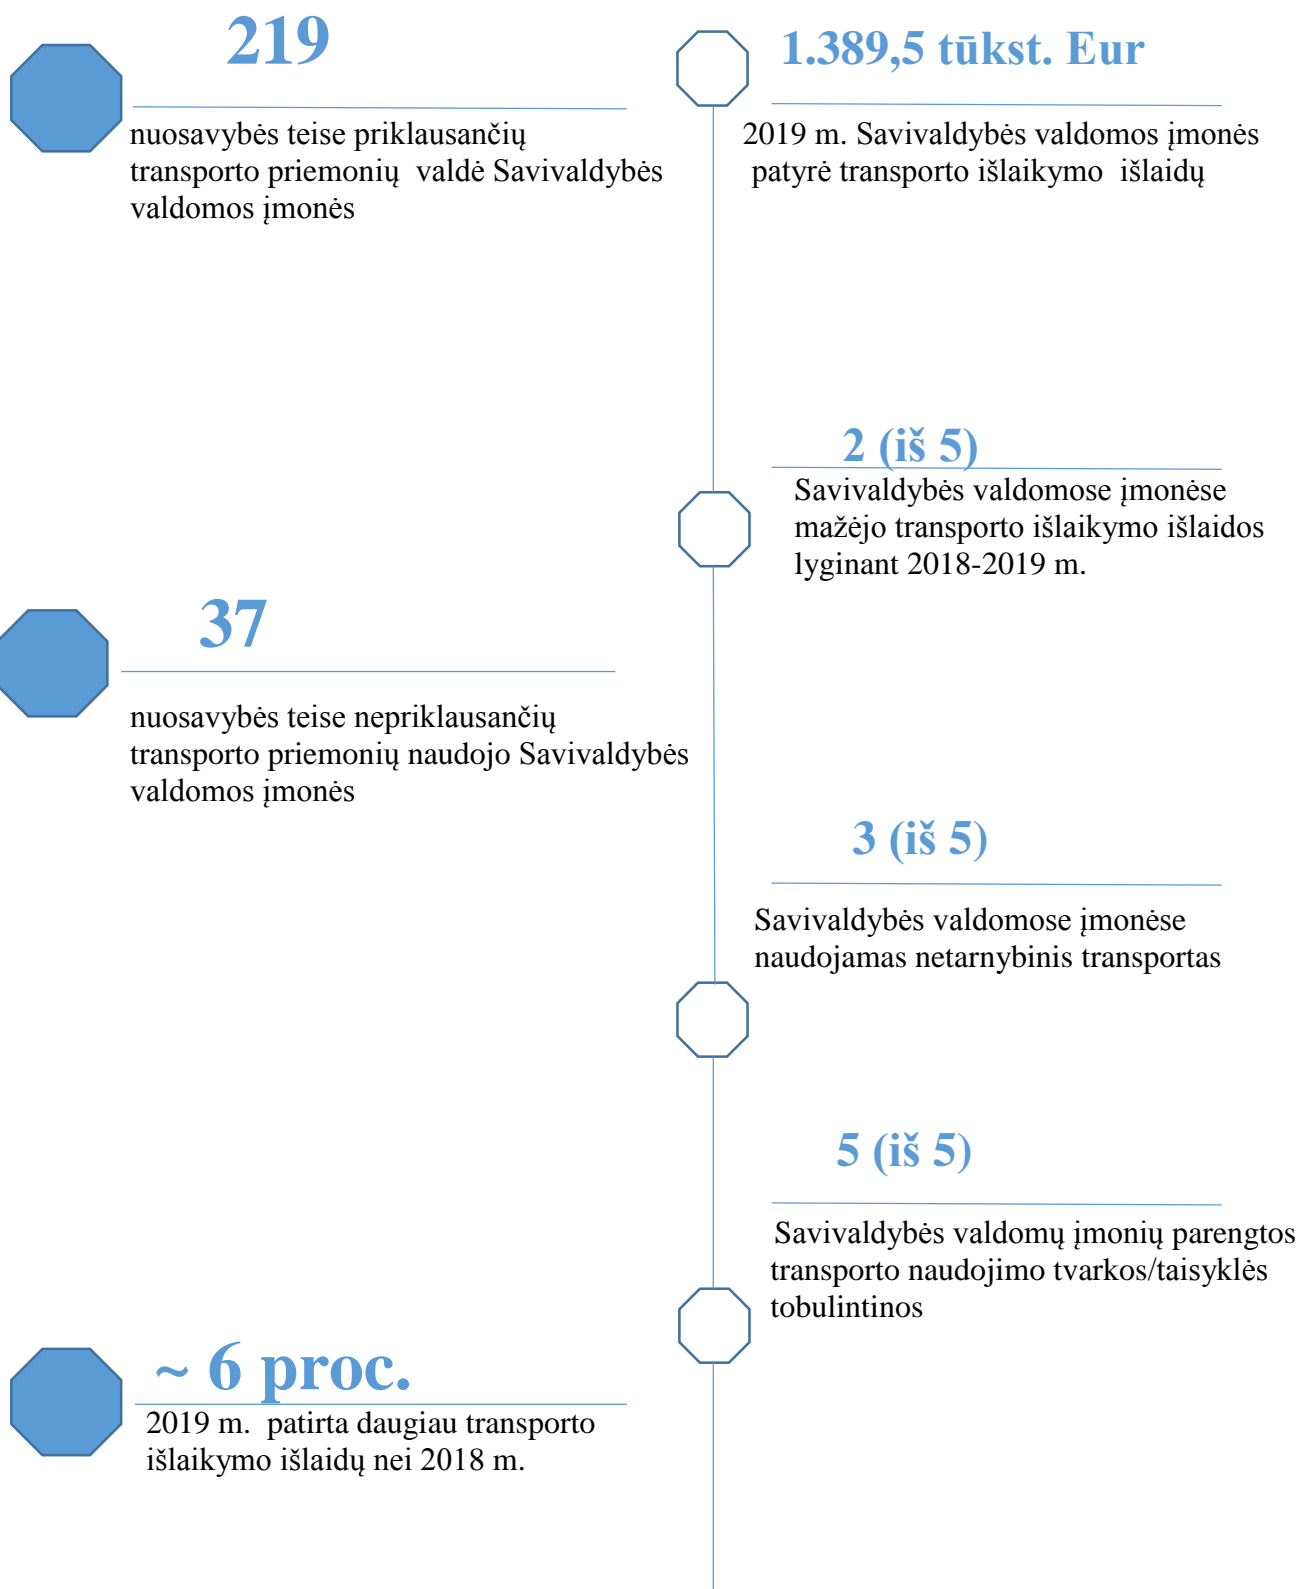 219
nuosavybės teise priklausančių
transporto priemonių  valdė Savivaldybės
valdomos įmonės
37
nuosavybės teise nepriklausančių
transporto priemonių naudojo Savivaldybės
valdomos įmonės
~ 6 proc.
2019 m.  patirta daugiau transporto
išlaikymo išlaidų nei 2018 m.
1.389,5 tūkst. Eur
2019 m. Savivaldybės valdomos įmonės
patyrė transporto išlaikymo  išlaidų
2 (iš 5)
Savivaldybės valdomose įmonėse
mažėjo transporto išlaikymo išlaidos
lyginant 2018-2019 m.
3 (iš 5)
Savivaldybės valdomose įmonėse
naudojamas netarnybinis transportas
5 (iš 5)
Savivaldybės valdomų įmonių parengtos
transporto naudojimo tvarkos/taisyklės
tobulintinos